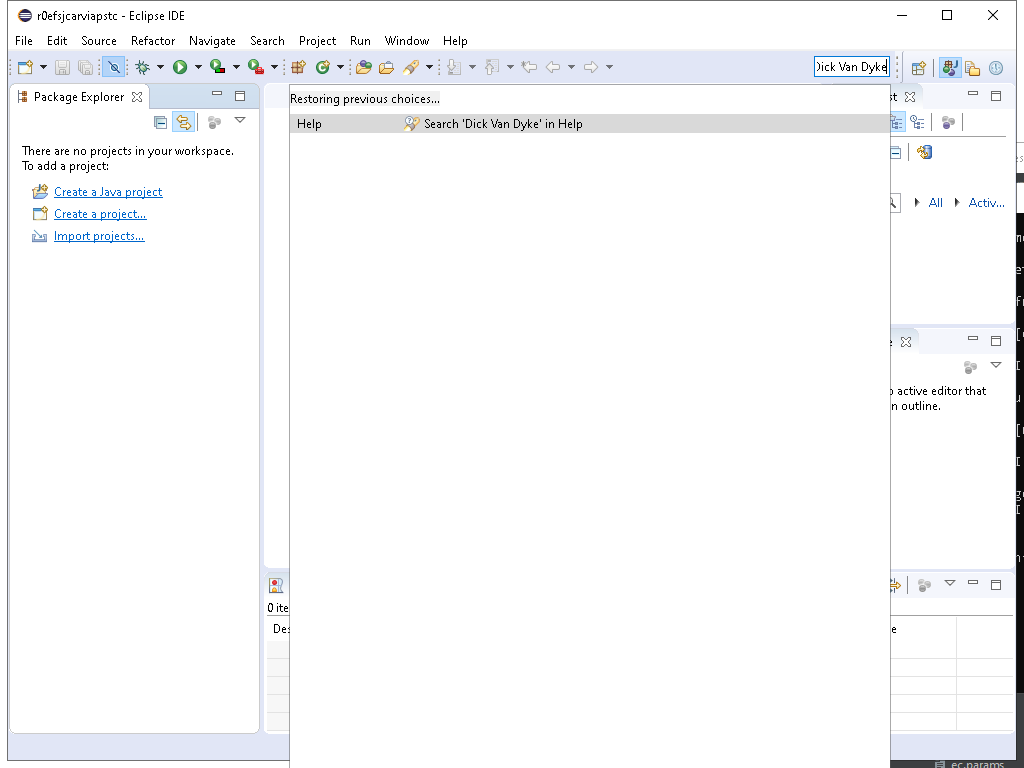 r0efsjcarviapstc - Eclipse IDE
File Edit Source Refactor Navigate Search Project Run Window Help
Dick Van Dyke
Package Explorer
There are no projects in your workspace.
To add a project:
Create a Java project
Create a project...
Import projects...
Restoring previous choices...
Help Search 'Dick Van Dyke' in Help
All Activ...
active editor that
outline.
0 ite
Des
ec.params